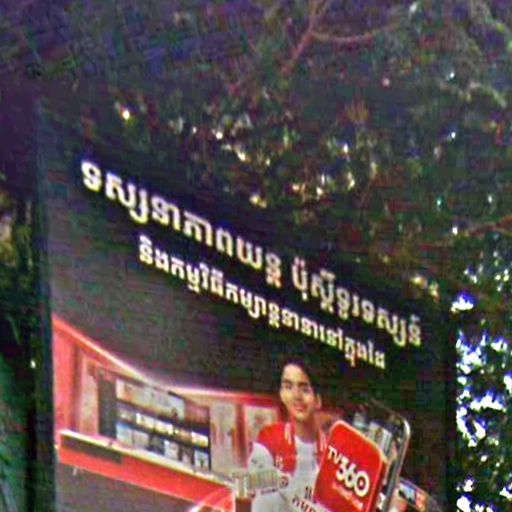 ទស្សនាភាពយន្ត ប៉ុស្តិ៍ទូរទស្សន៍
និងកម្មវិធីកម្សាន្តនានានៅក្នុងដៃ
TV360